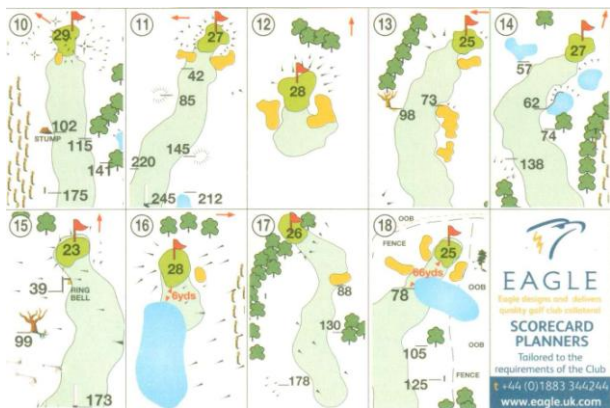 10
29
102
STUMP
115
141
175
11
27
42
85
145
220
245
212
12
28
13
25
73
98
14
27
57
62
74
138
15
23
39
RING
BELL
99
173
16
28
6yds
17
26
88
130
178
18
OOB
FENCE
25
66yds
78
OOB
105
OOB
125
FENCE
EAGLE
Eagle designs and delivers
quality golf club collateral
SCORECARD
PLANNERS
Tailored to the
requirements of the Club
t +44 (0)1883 344244
www.eagle.uk.com